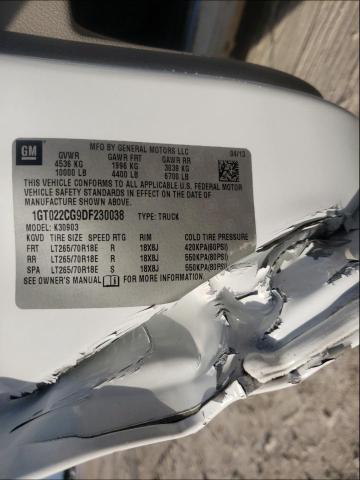 GM
MFG BY GENERAL MOTORS LLC 04/13
GVWR GAWR FRT GAWR RR
4536 KG 1996 KG 3039 KG
10000 LB 4400 LB 6700 LB
THIS VEHICLE CONFORMS TO ALL APPLICABLE U.S. FEDERAL MOTOR
VEHICLE SAFETY STANDARDS IN EFFECT ON THE DATE OF
MANUFACTURE SHOWN ABOVE.
1GT022CG9DF230038 TYPE: TRUCK
MODEL: K30903
KGVD TIRE SIZE SPEED RTG RIM COLD TIRE PRESSURE
FRT LT265/70R18E R 18X8J 420KPA(60PSI)
RR LT265/70R18E R 18X8J 550KPA(80PSI)
SPA LT265/70R18E S 18X8J 550KPA(80PSI)
SEE OWNER'S MANUAL FOR MORE INFORMATION.